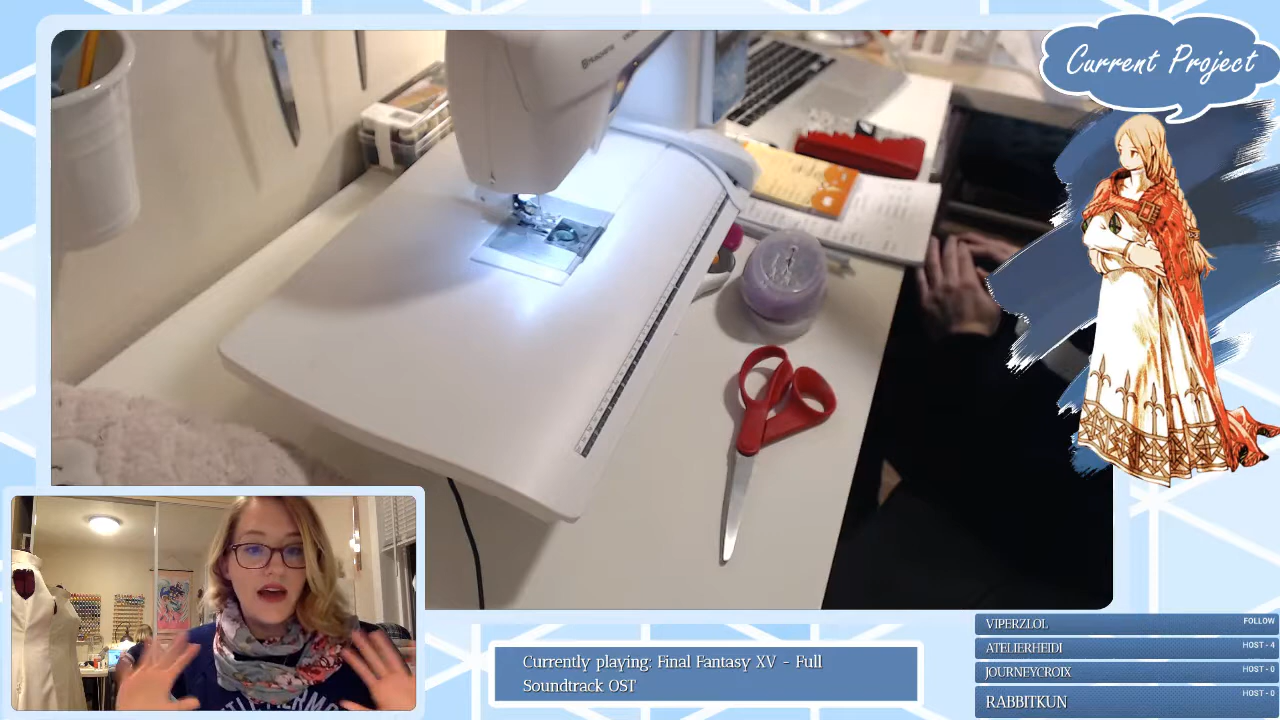 Current Project
Currently playing: Final Fantasy XV - Full
Soundtrack OST
VIPERZLOL FOLLOW
ATELIERHEIDI HOST - 4
JOURNEYCROIX HOST - 0
RABBITKUN HOST - 0